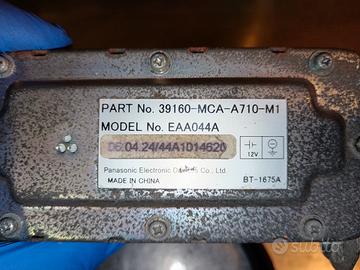 PART No. 39160-MCA-A710-M1
MODEL No. EAA044A
06.04.24/44A1014620
12V
Panasonic Electronic Devices Co., Ltd.
MADE IN CHINA
BT-1675A
subito